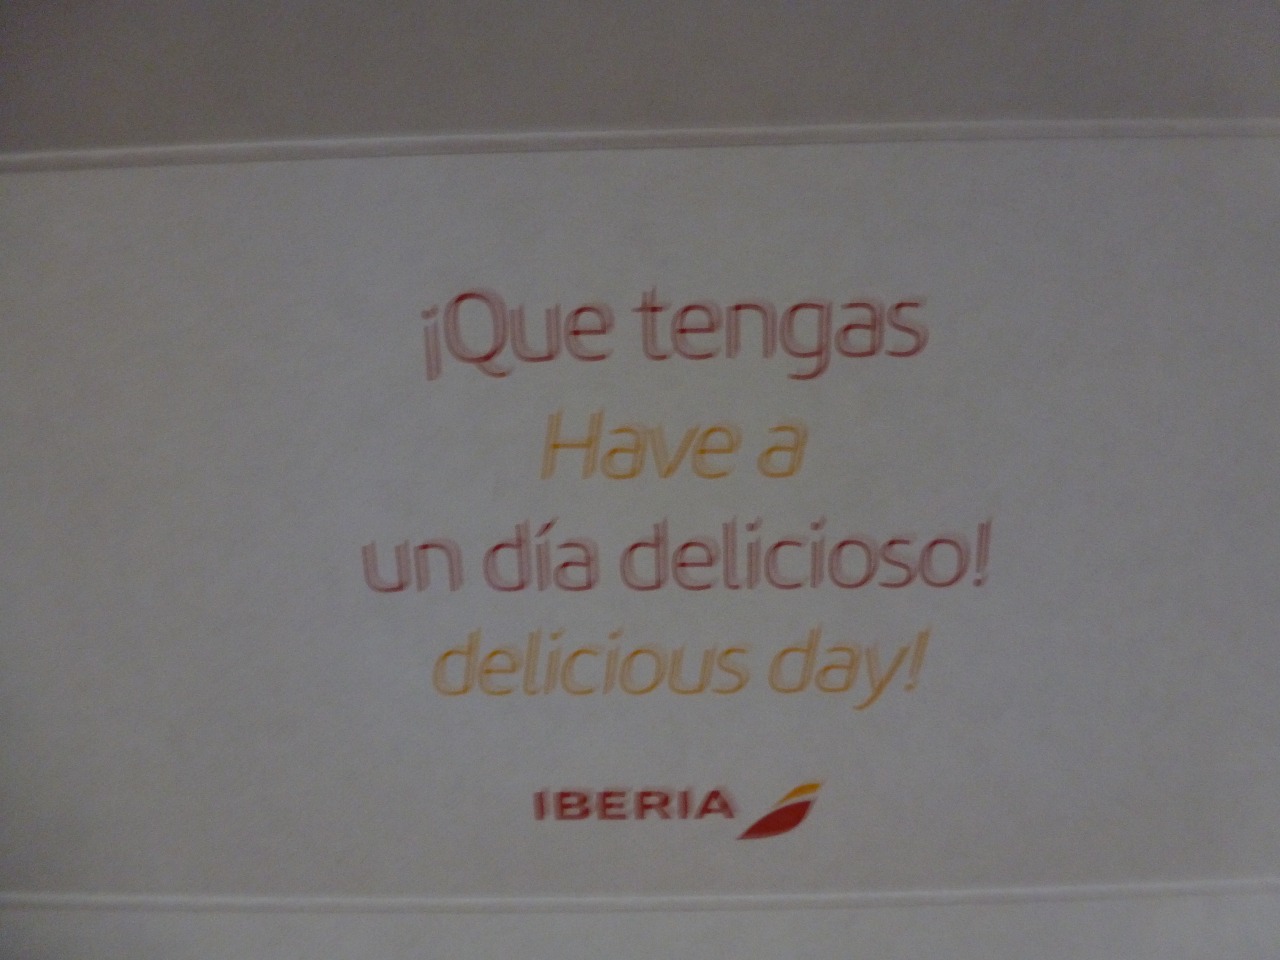 ¡Que tengas
Have a
un día delicioso!
delicious day!
IBERIA